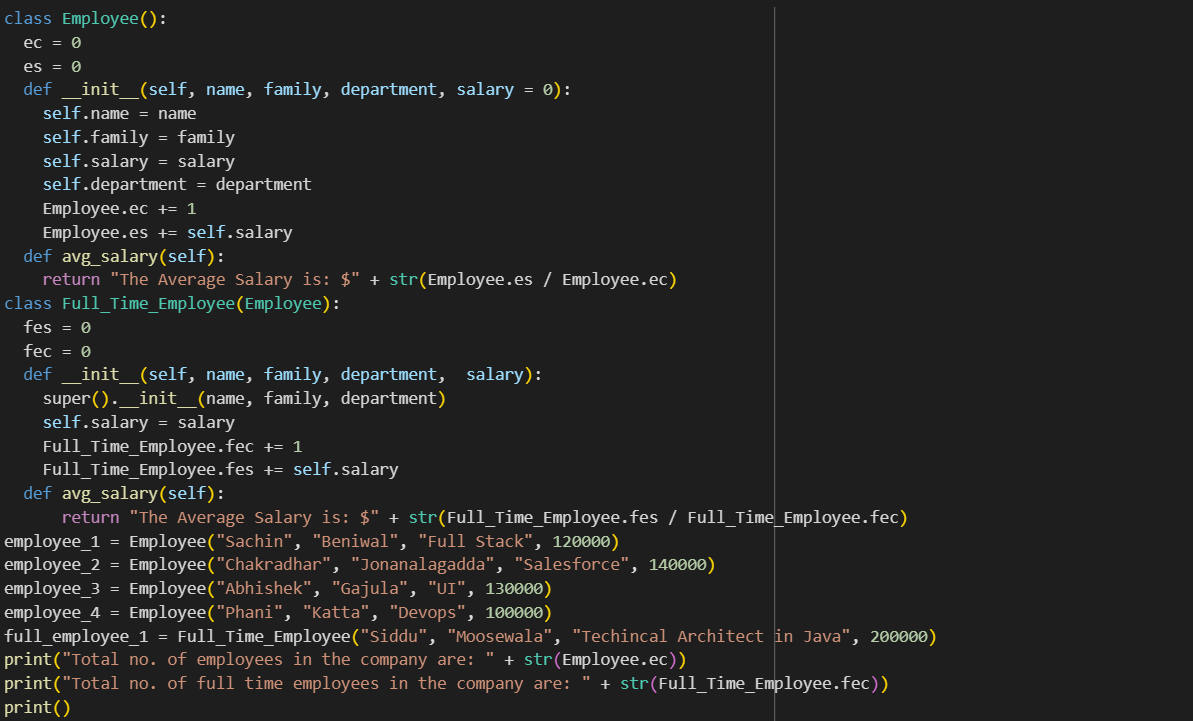 class Employee():
  ec = 0
  es = 0
  def __init__(self, name, family, department, salary = 0):
    self.name = name
    self.family = family
    self.salary = salary
    self.department = department
    Employee.ec += 1
    Employee.es += self.salary
  def avg_salary(self):
    return "The Average Salary is: $" + str(Employee.es / Employee.ec)
class Full_Time_Employee(Employee):
  fes = 0
  fec = 0
  def __init__(self, name, family, department,  salary):
    super().__init__(name, family, department)
    self.salary = salary
    Full_Time_Employee.fec += 1
    Full_Time_Employee.fes += self.salary
  def avg_salary(self):
      return "The Average Salary is: $" + str(Full_Time_Employee.fes / Full_Time_Employee.fec)
employee_1 = Employee("Sachin", "Beniwal", "Full Stack", 120000)
employee_2 = Employee("Chakradhar", "Jonanalagadda", "Salesforce", 140000)
employee_3 = Employee("Abhishek", "Gajula", "UI", 130000)
employee_4 = Employee("Phani", "Katta", "Devops", 100000)
full_employee_1 = Full_Time_Employee("Siddu", "Moosewala", "Techincal Architect in Java", 200000)
print("Total no. of employees in the company are: " + str(Employee.ec))
print("Total no. of full time employees in the company are: " + str(Full_Time_Employee.fec))
print()